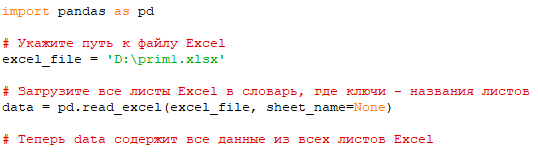 import pandas as pd
# Укажите путь к файлу Excel
excel_file = 'D:\prim1.xlsx'
# Загрузите все листы Excel в словарь, где ключи - названия листов
data = pd.read_excel(excel_file, sheet_name=None)
# Теперь data содержит все данные из всех листов Excel